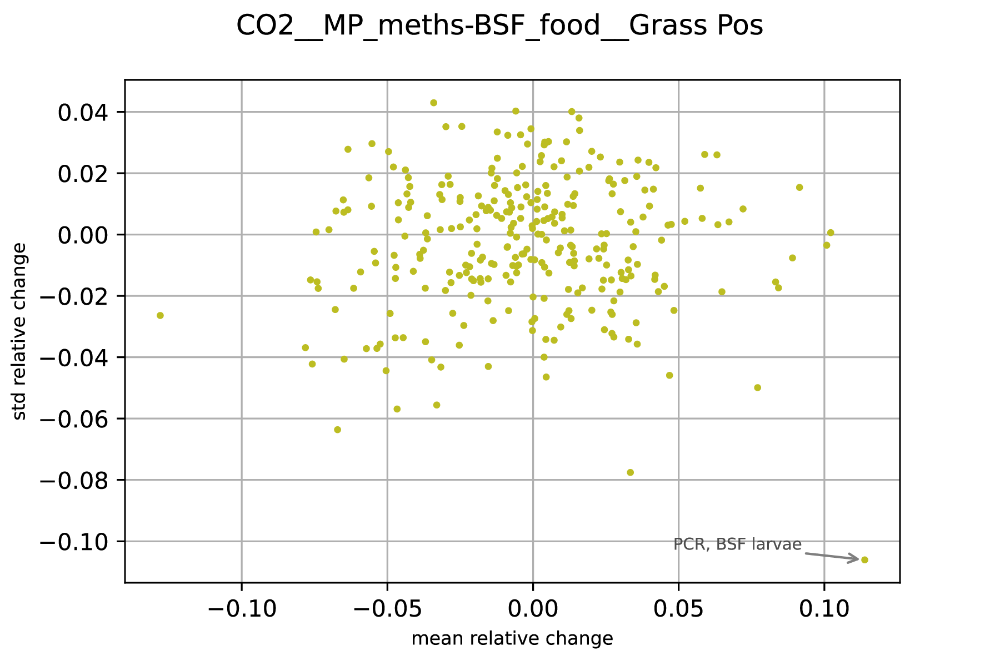 CO2__MP_meths-BSF_food__Grass Pos
0.04
0.02
0.00
−0.02
−0.04
−0.06
−0.08
−0.10
std relative change
PCR, BSF larvae
−0.10 −0.05 0.00 0.05 0.10
mean relative change